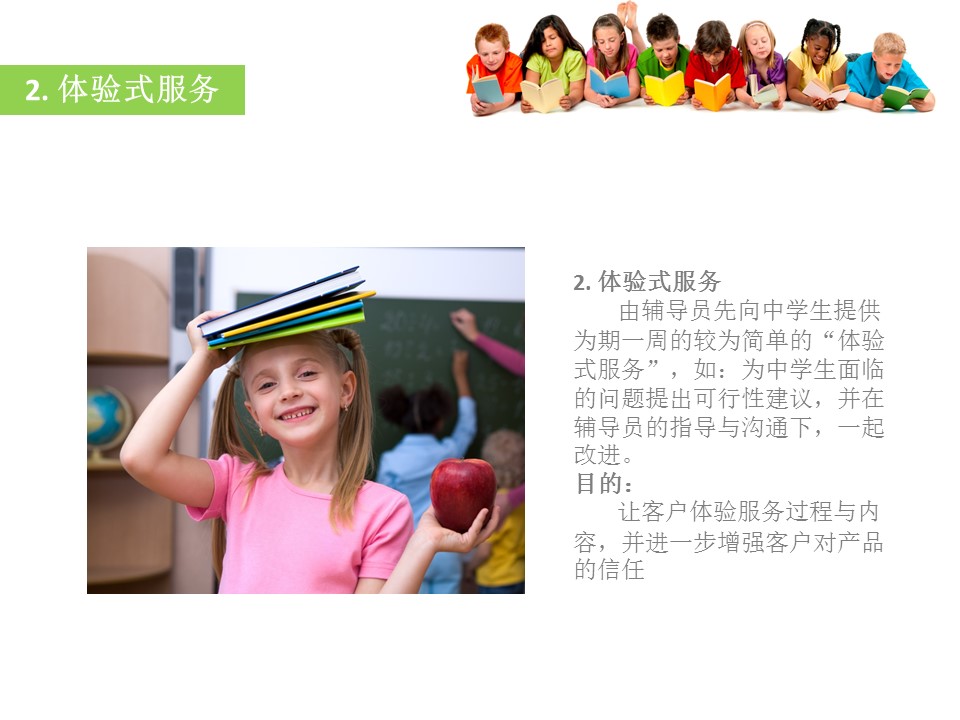 2. 体验式服务
2. 体验式服务
由辅导员先向中学生提供
为期一周的较为简单的“体验
式服务”，如：为中学生面临
的问题提出可行性建议，并在
辅导员的指导与沟通下，一起
改进。
目的：
让客户体验服务过程与内
容，并进一步增强客户对产品
的信任